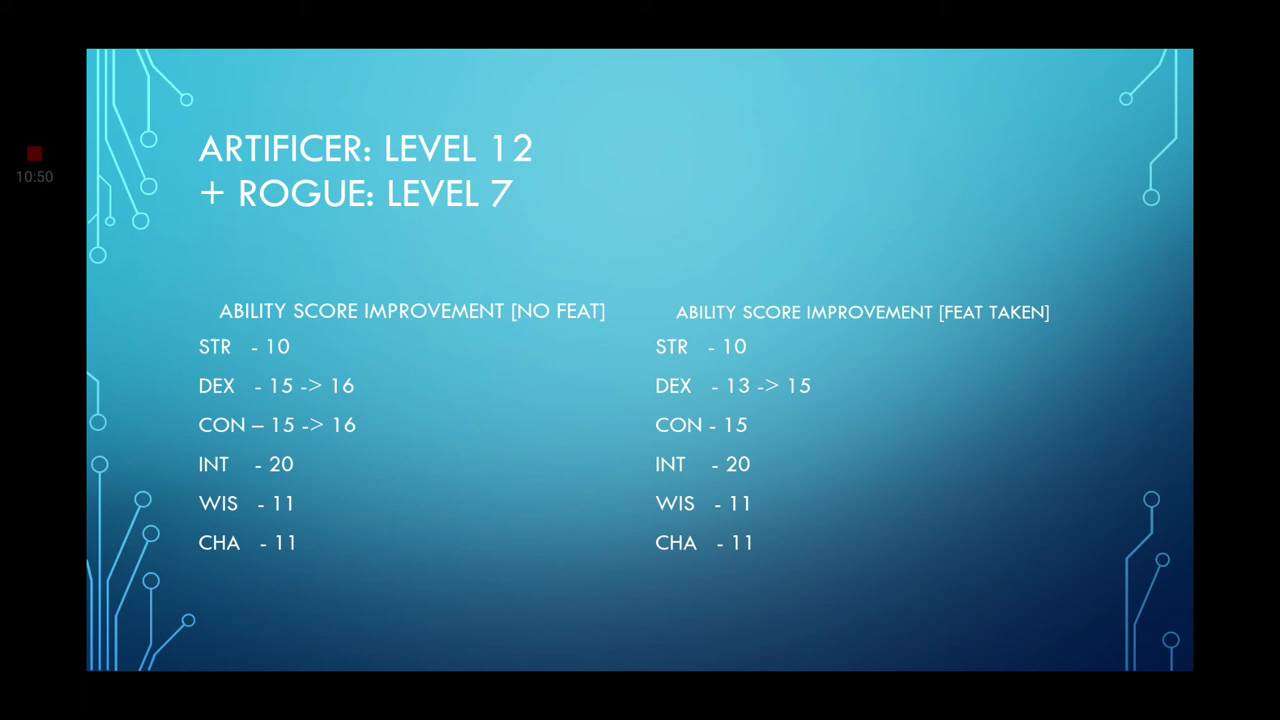 10:50
ARTIFICER: LEVEL 12
+ ROGUE: LEVEL 7
ABILITY SCORE IMPROVEMENT [NO FEAT]
STR - 10
DEX - 15 -> 16
CON – 15 -> 16
INT - 20
WIS - 11
CHA - 11
ABILITY SCORE IMPROVEMENT [FEAT TAKEN]
STR - 10
DEX - 13 -> 15
CON - 15
INT - 20
WIS - 11
CHA - 11